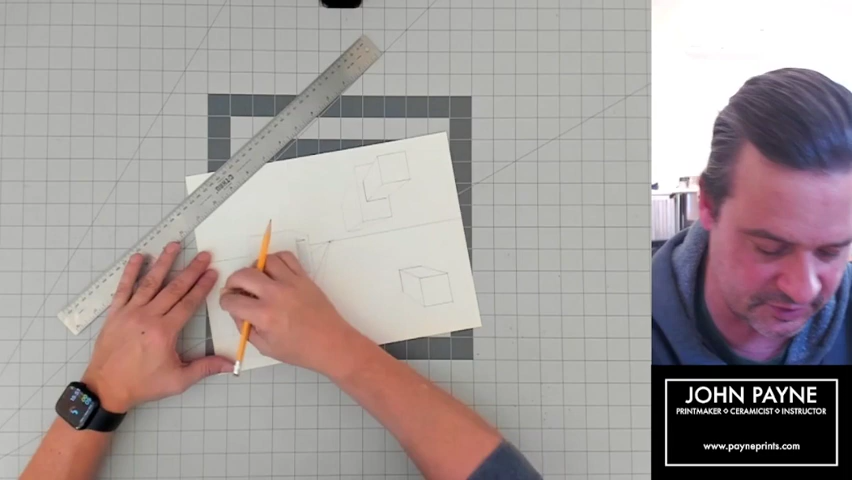 JOHN PAYNE
PRINTMAKER ◊ CERAMICIST ◊ INSTRUCTOR
www.payneprints.com